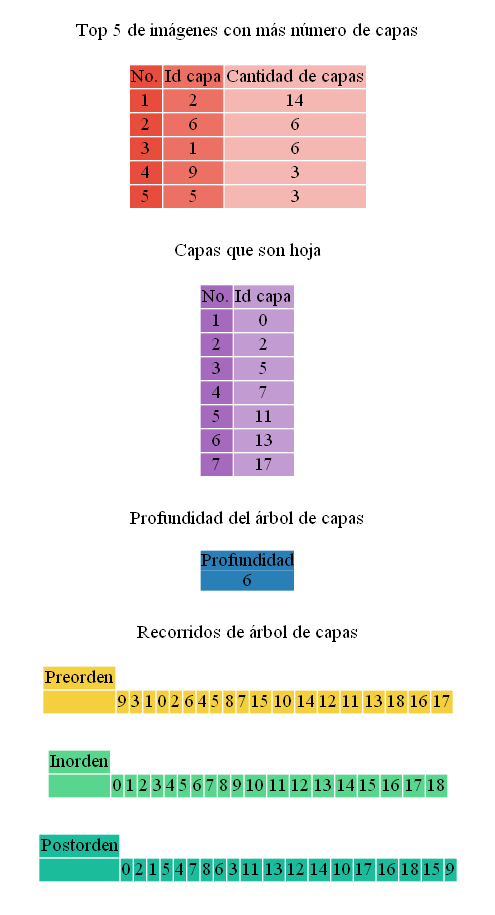 Top 5 de imágenes con más número de capas
No. Id capa Cantidad de capas
1 2 14
2 6 6
3 1 6
4 9 3
5 5 3
Capas que son hoja
No. Id capa
1 0
2 2
3 5
4 7
5 11
6 13
7 17
Profundidad del árbol de capas
Profundidad
6
Recorridos de árbol de capas
Preorden
9 3 1 0 2 6 4 5 8 7 15 10 14 12 11 13 18 16 17
Inorden
0 1 2 3 4 5 6 7 8 9 10 11 12 13 14 15 16 17 18
Postorden
0 2 1 5 4 7 8 6 3 11 13 12 14 10 17 16 18 15 9